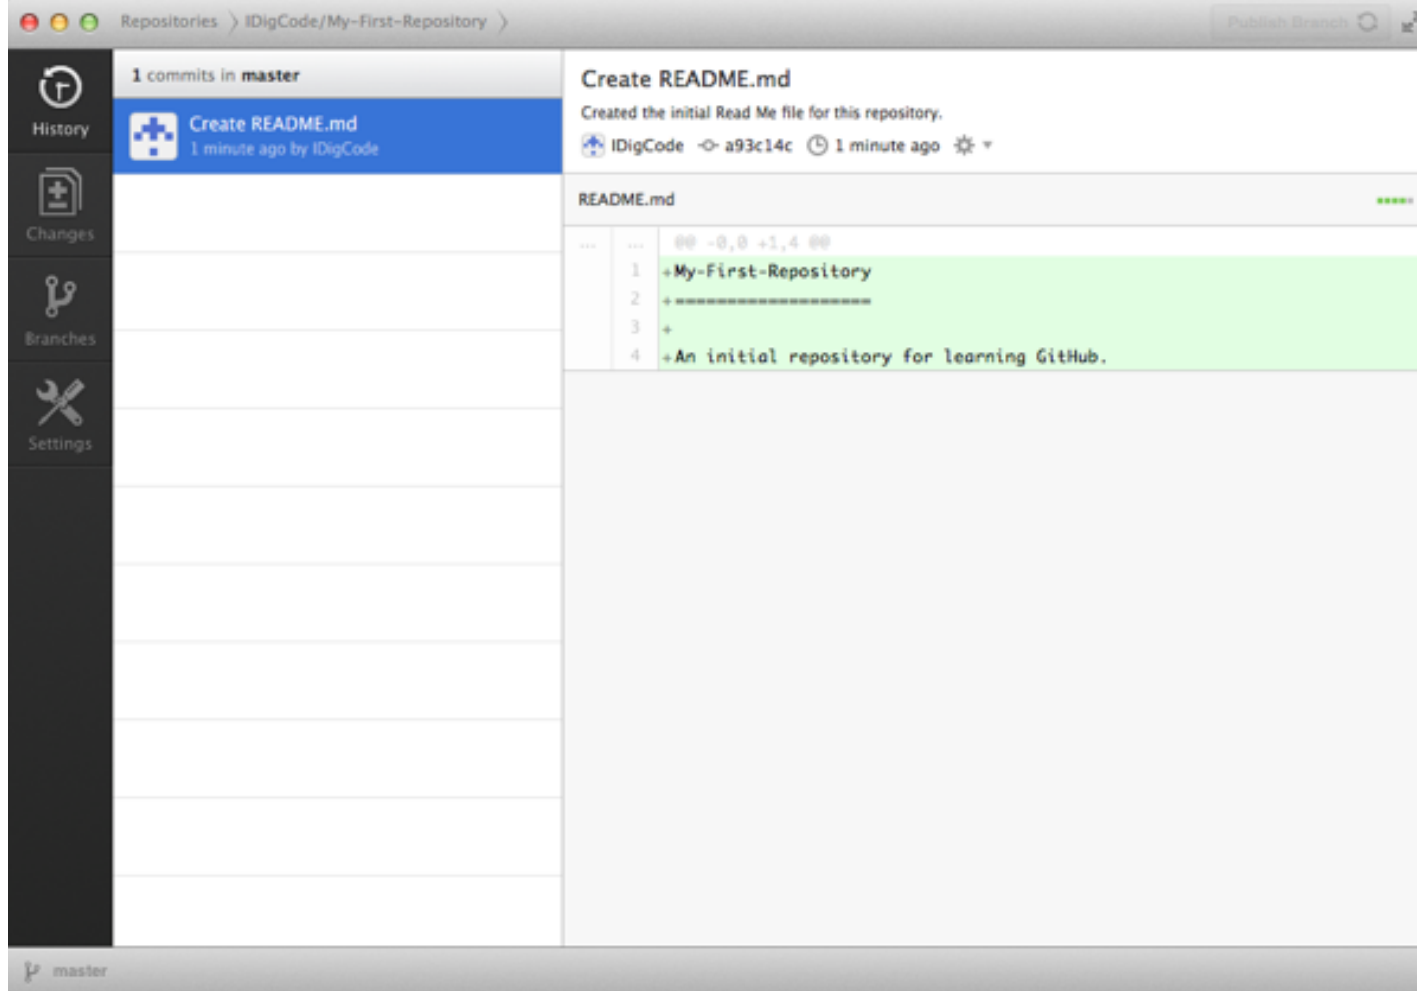 Repositories 〉 IDigCode/My-First-Repository 〉
Publish Branch
History
Changes
Branches
Settings
1 commits in master
Create README.md
1 minute ago by IDigCode
Create README.md
Created the initial Read Me file for this repository.
IDigCode a93c14c 1 minute ago
README.md
... ... @@ -0,0 +1,4 @@
1 +My-First-Repository
2 +===================
3 +
4 +An initial repository for learning GitHub.
master